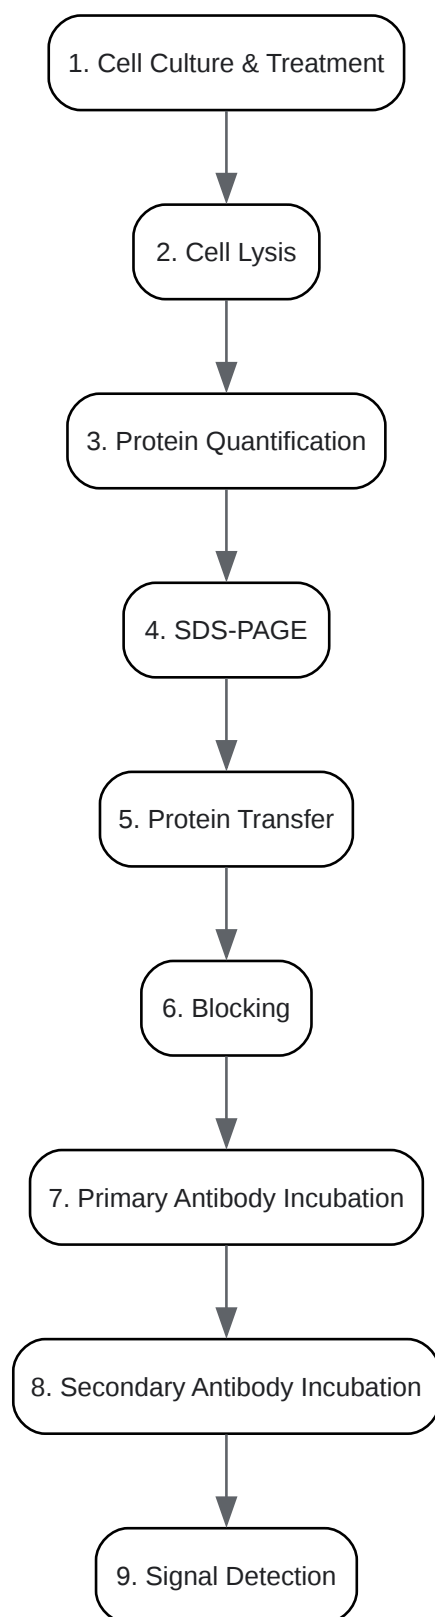 1. Cell Culture & Treatment
2. Cell Lysis
3. Protein Quantification
4. SDS-PAGE
5. Protein Transfer
6. Blocking
7. Primary Antibody Incubation
8. Secondary Antibody Incubation
9. Signal Detection